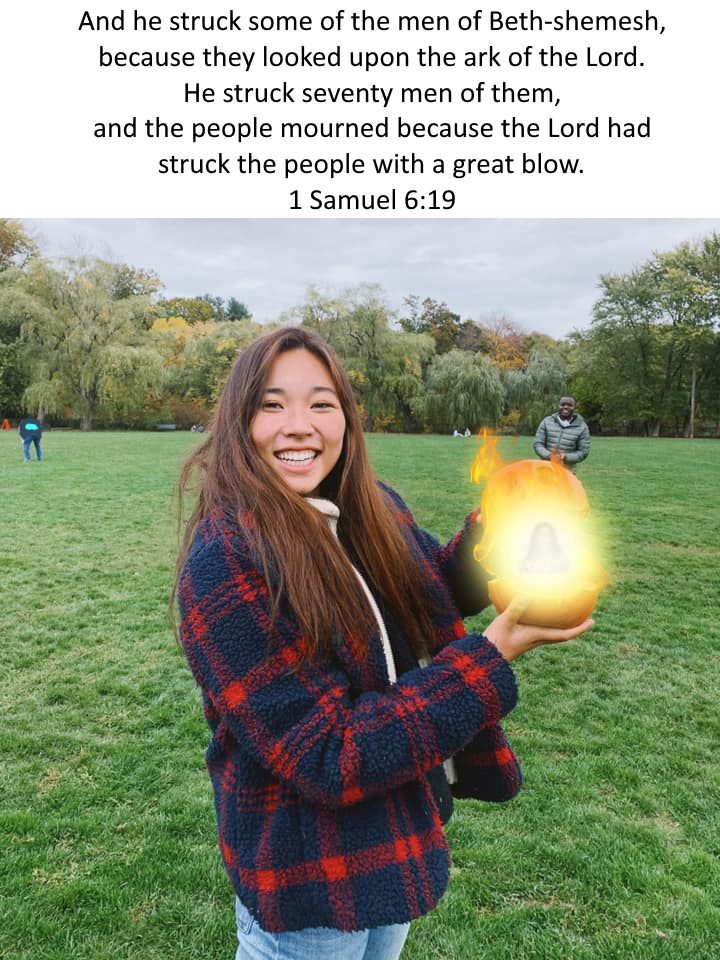 And he struck some of the men of Beth-shemesh,
because they looked upon the ark of the Lord.
He struck seventy men of them,
and the people mourned because the Lord had
struck the people with a great blow.
1 Samuel 6:19